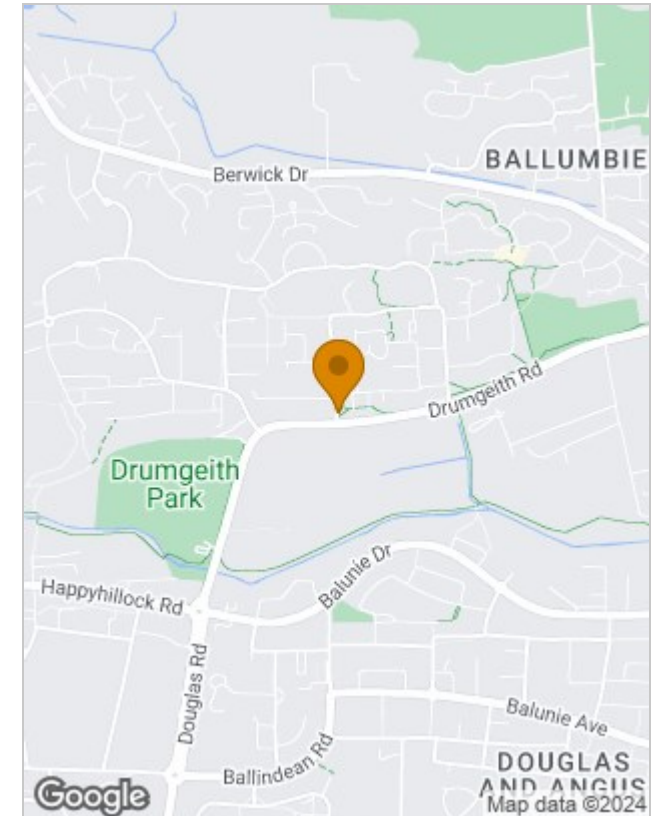 BALLUMBIE
Berwick Dr
Drumgeith Rd
Drumgeith
Park
Balunie Dr
Happyhillock Rd
Douglas Rd
Balunie Ave
Ballindean Rd
DOUGLAS
AND ANGUS
Google
Map data ©2024